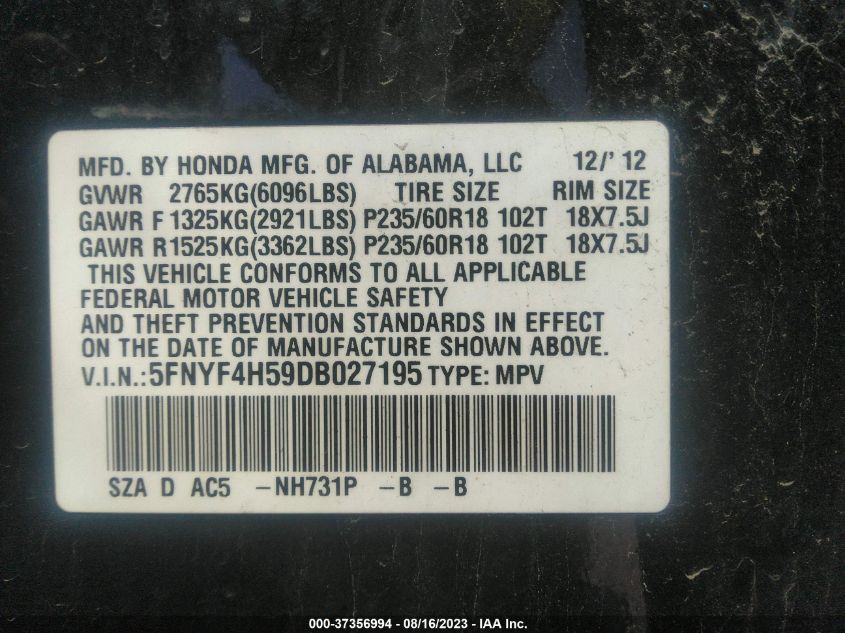 MFD. BY HONDA MFG. OF ALABAMA, LLC 12/'12
GVWR 2765KG(6096LBS) TIRE SIZE RIM SIZE
GAWR F 1325KG(2921LBS) P235/60R18 102T 18X7.5J
GAWR R1525KG(3362LBS) P235/60R18 102T 18X7.5J
THIS VEHICLE CONFORMS TO ALL APPLICABLE
FEDERAL MOTOR VEHICLE SAFETY
AND THEFT PREVENTION STANDARDS IN EFFECT
ON THE DATE OF MANUFACTURE SHOWN ABOVE.
V.I.N.:5FNYF4H59DB027195 TYPE: MPV
SZA D AC5 -NH731P -B -B
000-37356994 - 08/16/2023 - IAA Inc.